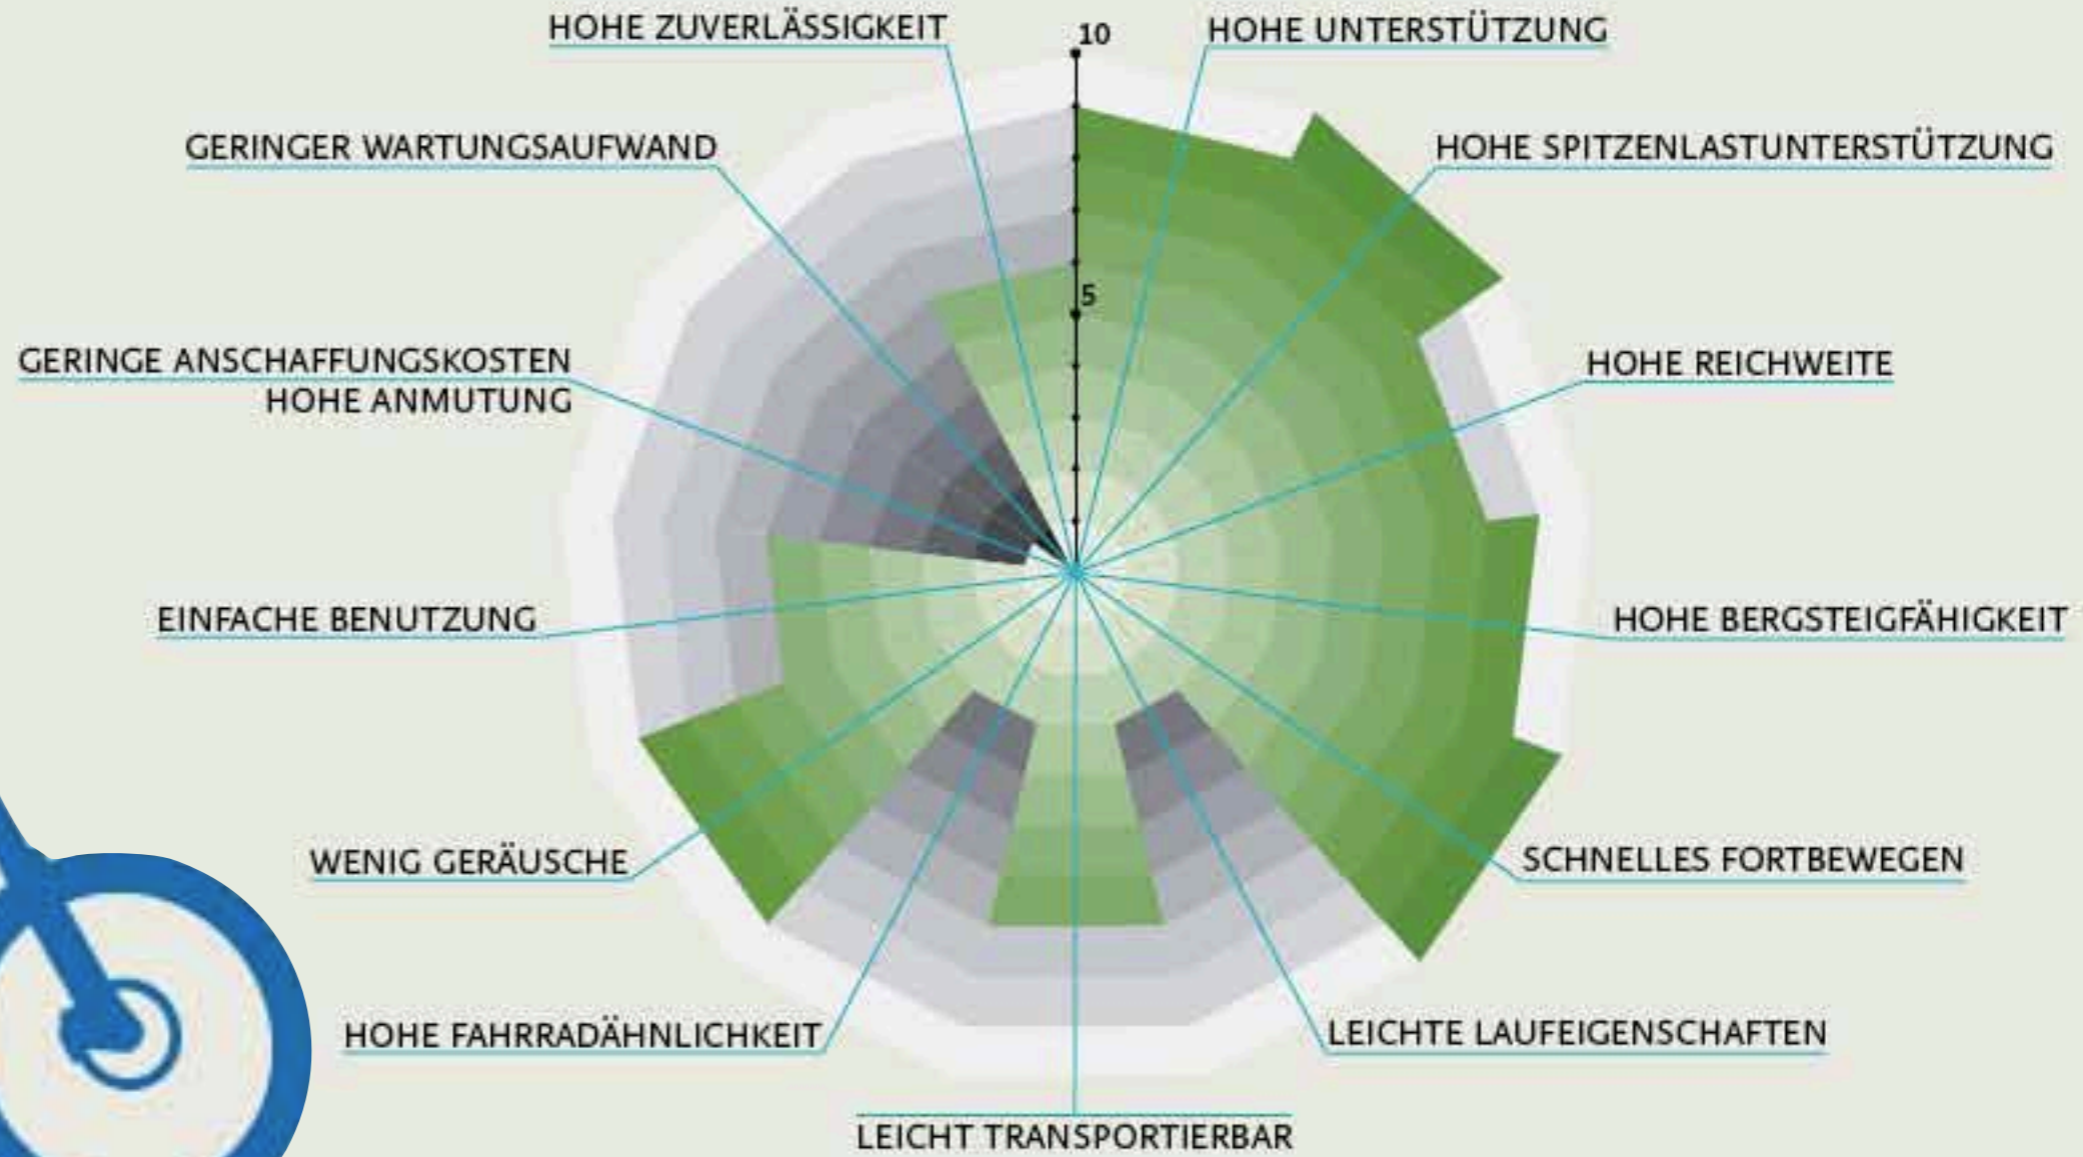 HOHE ZUVERLÄSSIGKEIT
10
HOHE UNTERSTÜTZUNG
GERINGER WARTUNGSAUFWAND
HOHE SPITZENLASTUNTERSTÜTZUNG
5
GERINGE ANSCHAFFUNGSKOSTEN
HOHE ANMUTUNG
HOHE REICHWEITE
EINFACHE BENUTZUNG
HOHE BERGSTEIGFÄHIGKEIT
WENIG GERÄUSCHE
SCHNELLES FORTBEWEGEN
HOHE FAHRRADÄHNLICHKEIT
LEICHTE LAUFEIGENSCHAFTEN
LEICHT TRANSPORTIERBAR